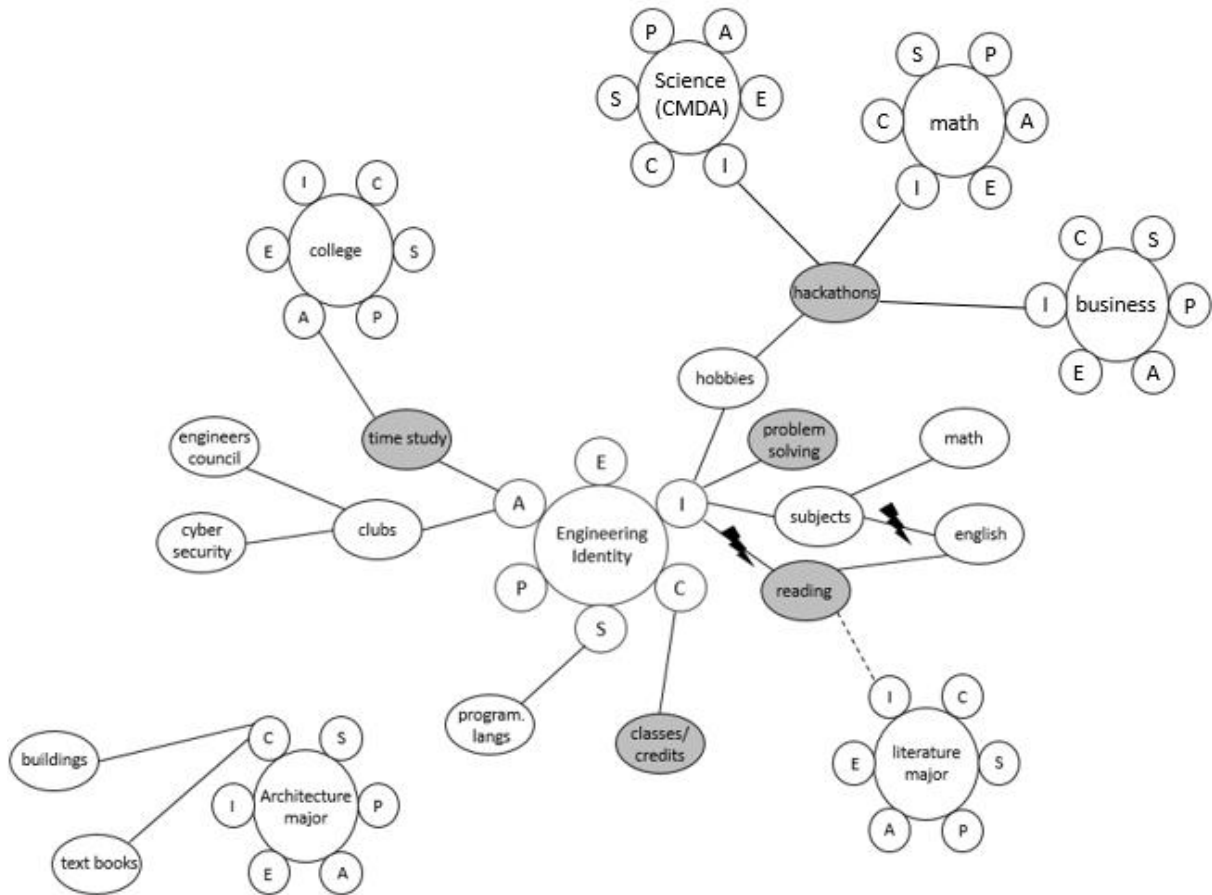 P
A
Science
(CMDA)
S
E
C
I
S
P
math
C
A
I
E
I
C
college
E
S
A
P
hackathons
C
S
business
I
P
E
A
hobbies
engineers
council
time study
problem
solving
math
cyber
security
clubs
A
E
I
Engineering
Identity
P
C
S
subjects
english
reading
program.
langs
classes/
credits
I
C
literature
major
E
S
A
P
buildings
text books
C
S
Architecture
major
I
P
E
A